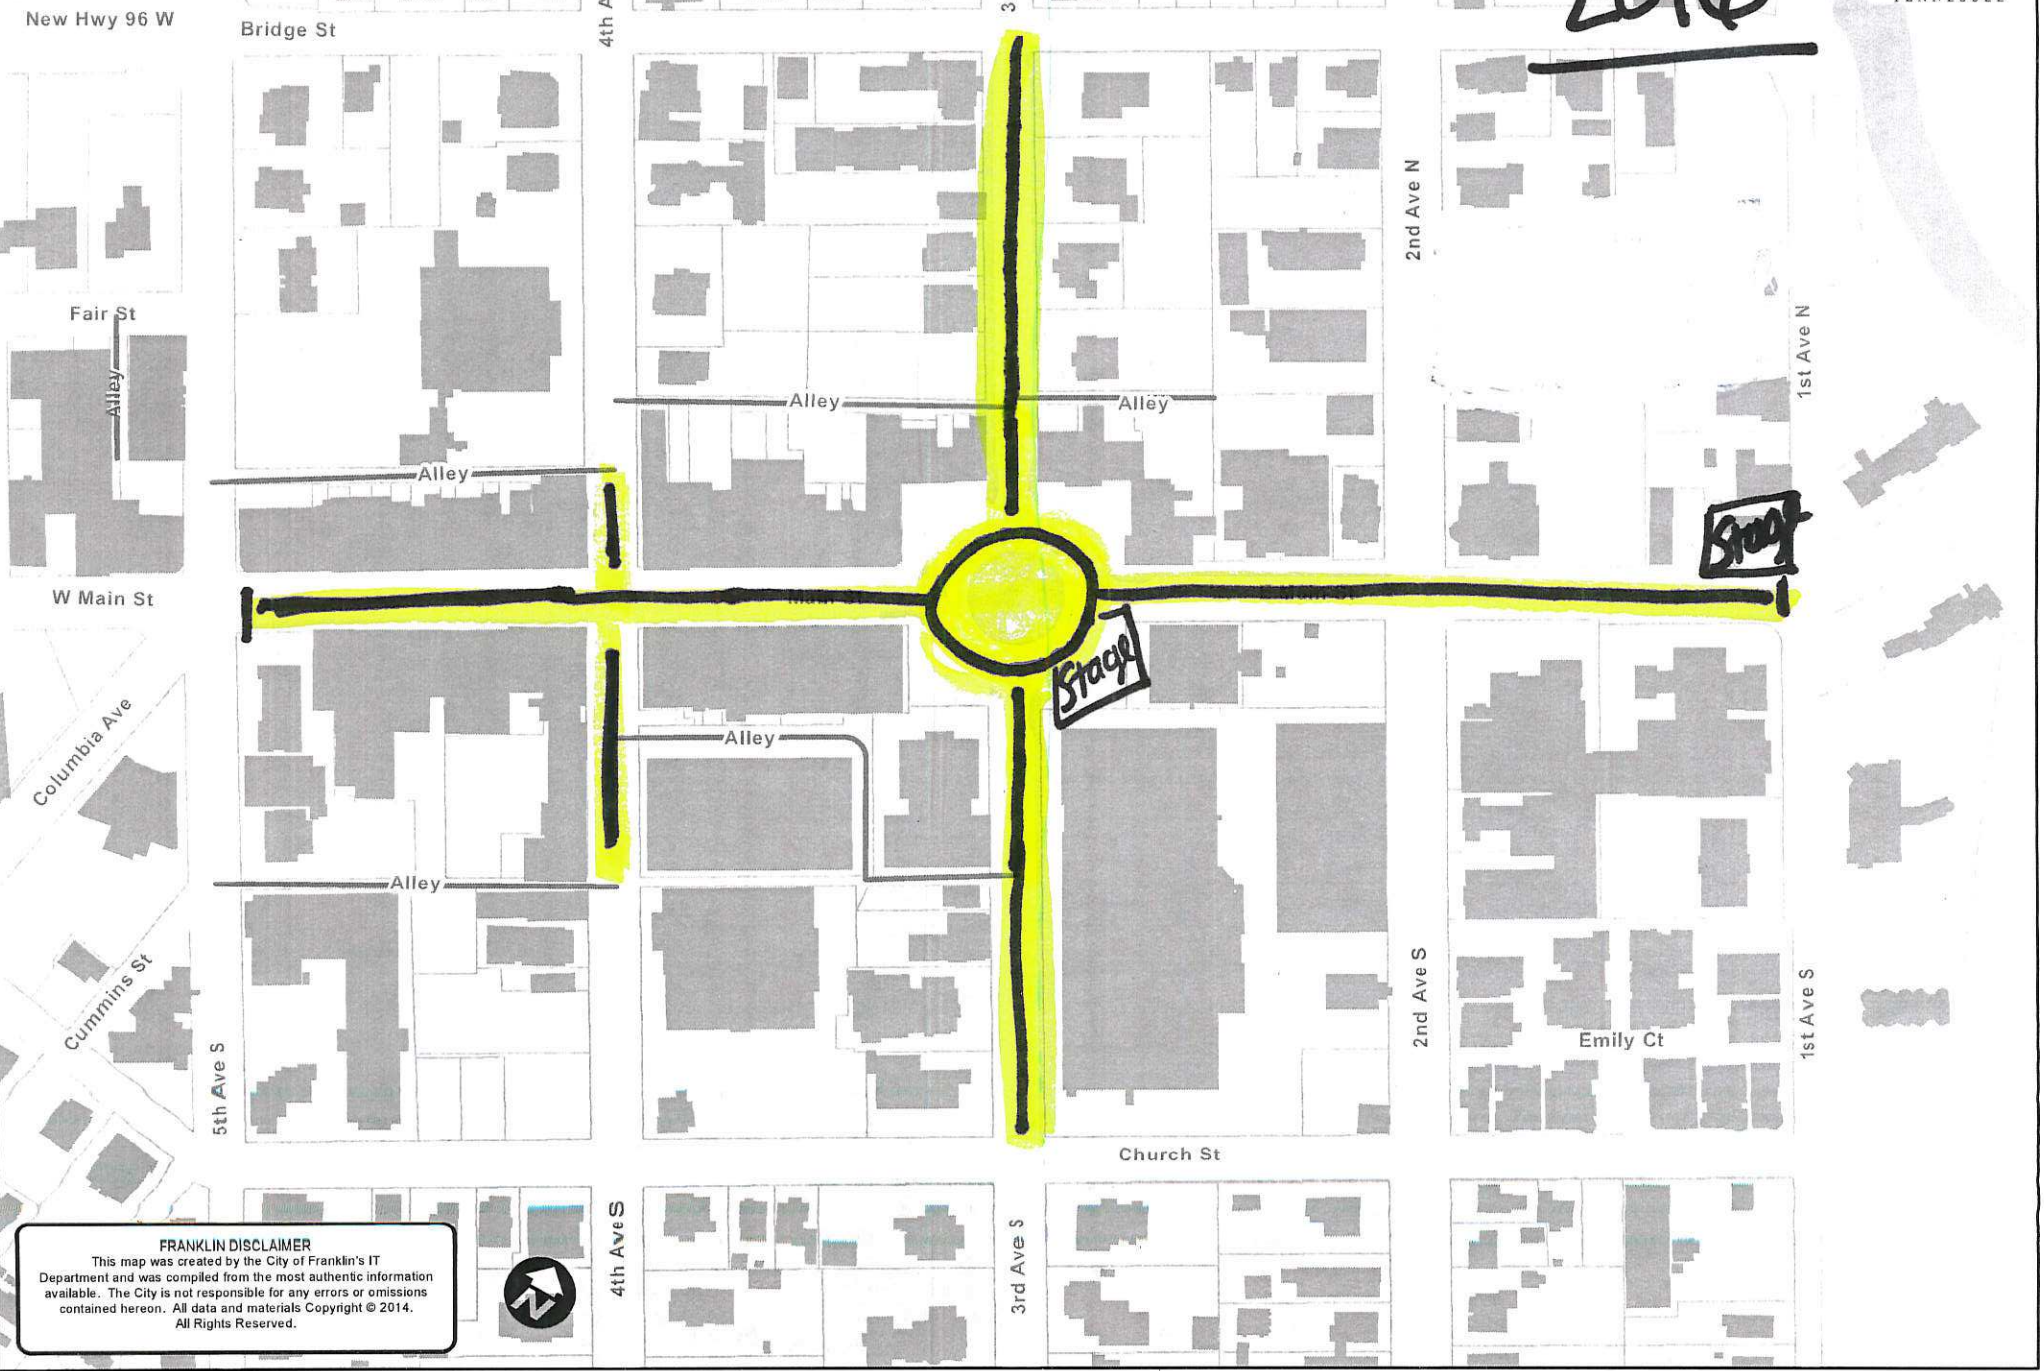 New Hwy 96 W
Bridge St
2nd Ave N
Fair St
Alley
1st Ave N
Alley
Alley
Alley
Stage
W Main St
Main St
E Main St
Stage
Columbia Ave
Alley
Alley
Cummins St
2nd Ave S
1st Ave S
Emily Ct
5th Ave S
Church St
4th Ave S
3rd Ave S
FRANKLIN DISCLAIMER
This map was created by the City of Franklin's IT
Department and was compiled from the most authentic information
available. The City is not responsible for any errors or omissions
contained hereon. All data and materials Copyright © 2014.
All Rights Reserved.
N